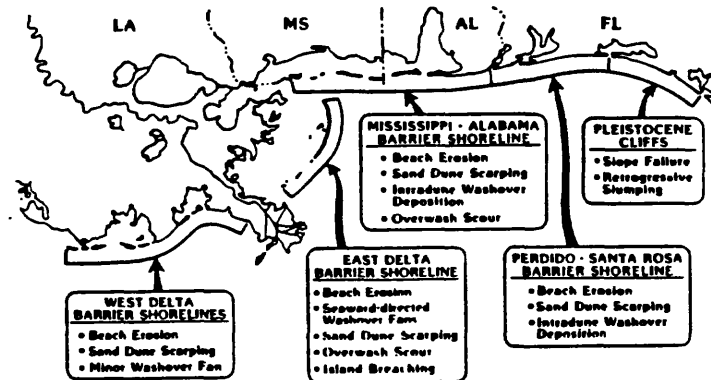 LA
MS
AL
FL
MISSISSIPPI - ALABAMA
BARRIER SHORELINE
• Beach Erosion
• Sand Dune Scarping
• Intradune Washover
Deposition
• Overwash Scour
PLEISTOCENE
CLIFFS
• Slope Failure
• Retrogressive
Slumping
WEST DELTA
BARRIER SHORELINES
• Beach Erosion
• Sand Dune Scarping
• Minor Washover Fan
EAST DELTA
BARRIER SHORELINE
• Beach Erosion
• Seaward-directed
Washover Fans
• Sand Dune Scarping
• Overwash Scour
• Island Breaching
PERDIDO - SANTA ROSA
BARRIER SHORELINE
• Beach Erosion
• Sand Dune Scarping
• Intradune Washover
Deposition